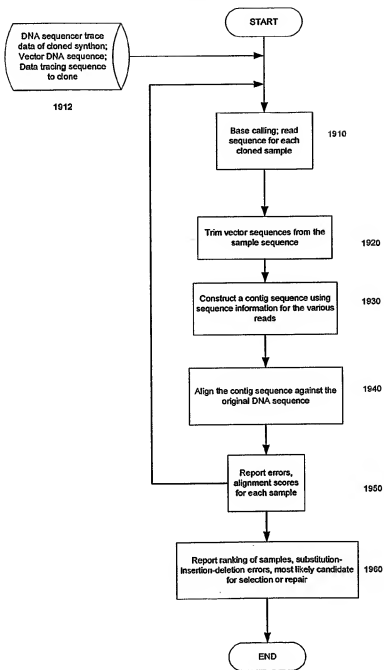 START
DNA sequencer trace
data of cloned synthon;
Vector DNA sequence;
Data tracing sequence
to clone
1912
Base calling; read
sequence for each
cloned sample
1910
Trim vector sequences from the
sample sequence
1920
Construct a contig sequence using
sequence information for the various
reads
1930
Align the contig sequence against the
original DNA sequence
1940
Report errors,
alignment scores
for each sample
1950
Report ranking of samples, substitution-
insertion-deletion errors, most likely candidate
for selection or repair
1960
END